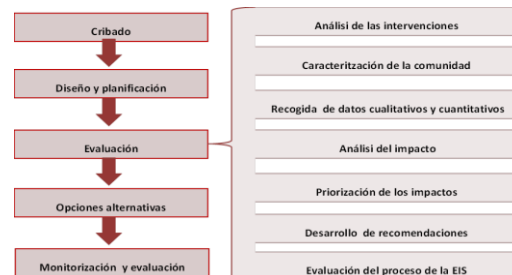 Cribado
Diseño y planificación
Evaluación
Opciones alternativas
Monitorización y evaluación
Análisi de las intervenciones
Caracteritzación de la comunidad
Recogida de datos cualitativos y cuantitativos
Análisi del impacto
Priorización de los impactos
Desarrollo de recomendaciones
Evaluación del proceso de la EIS